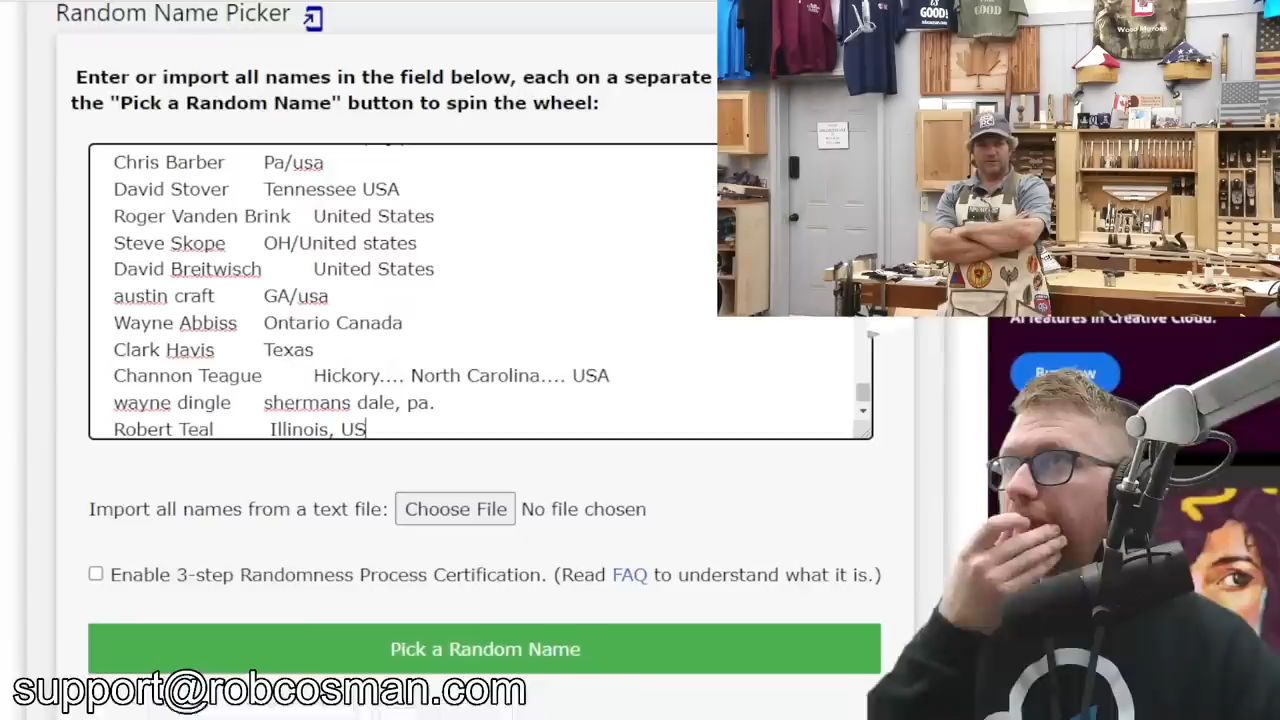 Random Name Picker
Enter or import all names in the field below, each on a separate
the "Pick a Random Name" button to spin the wheel:
Chris Barber Pa/usa
David Stover Tennessee USA
Roger Vanden Brink United States
Steve Skope OH/United states
David Breitwisch United States
austin craft GA/usa
Wayne Abbiss Ontario Canada
Clark Havis Texas
Channon Teague Hickory.... North Carolina.... USA
wayne dingle shermans dale, pa.
Robert Teal Illinois, US
Import all names from a text file: Choose File No file chosen
Enable 3-step Randomness Process Certification. (Read FAQ to understand what it is.)
Pick a Random Name
support@robcosman.com
AI features in Creative Cloud.
GOOD!
GOOD